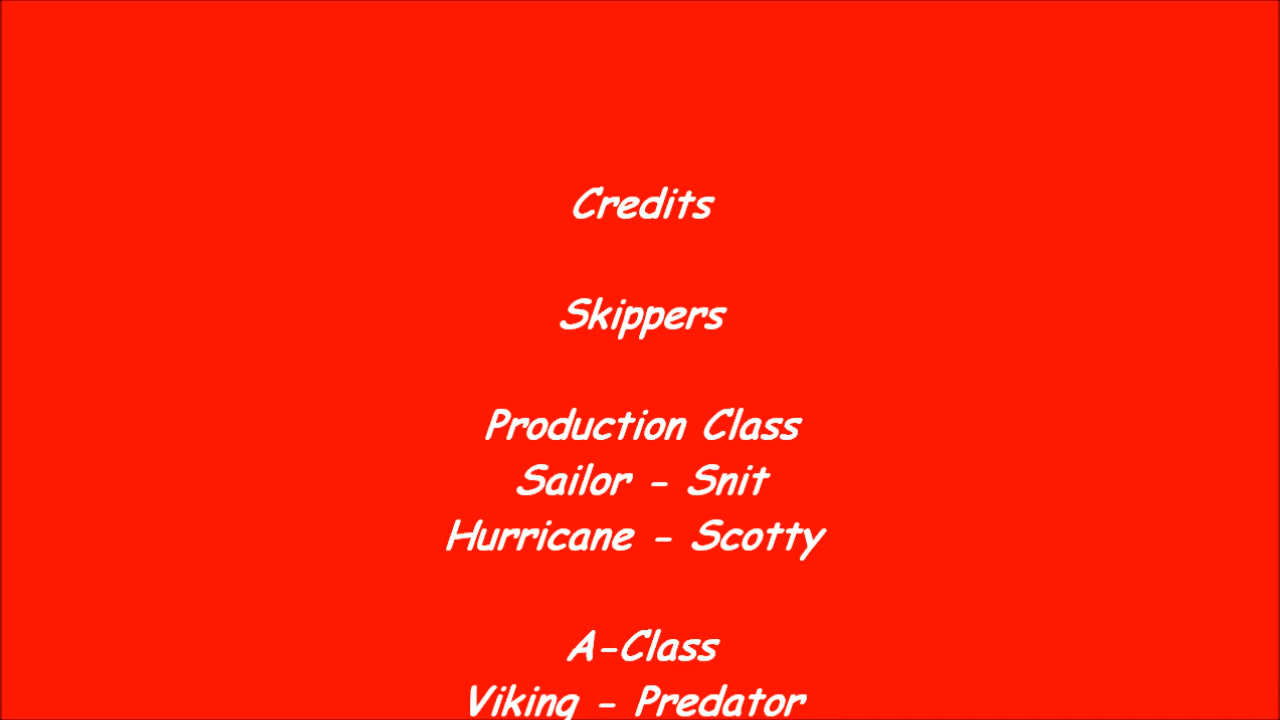 Credits
Skippers
Production Class
Sailor - Snit
Hurricane - Scotty
A-Class
Viking - Predator